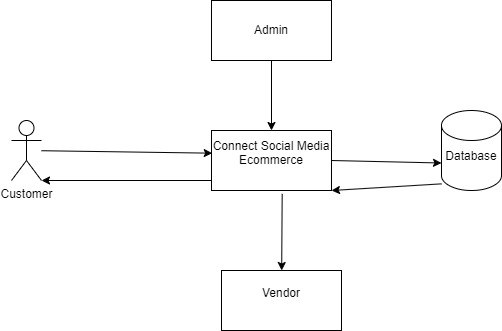 Admin
Connect Social Media
Ecommerce
Database
Customer
Vendor